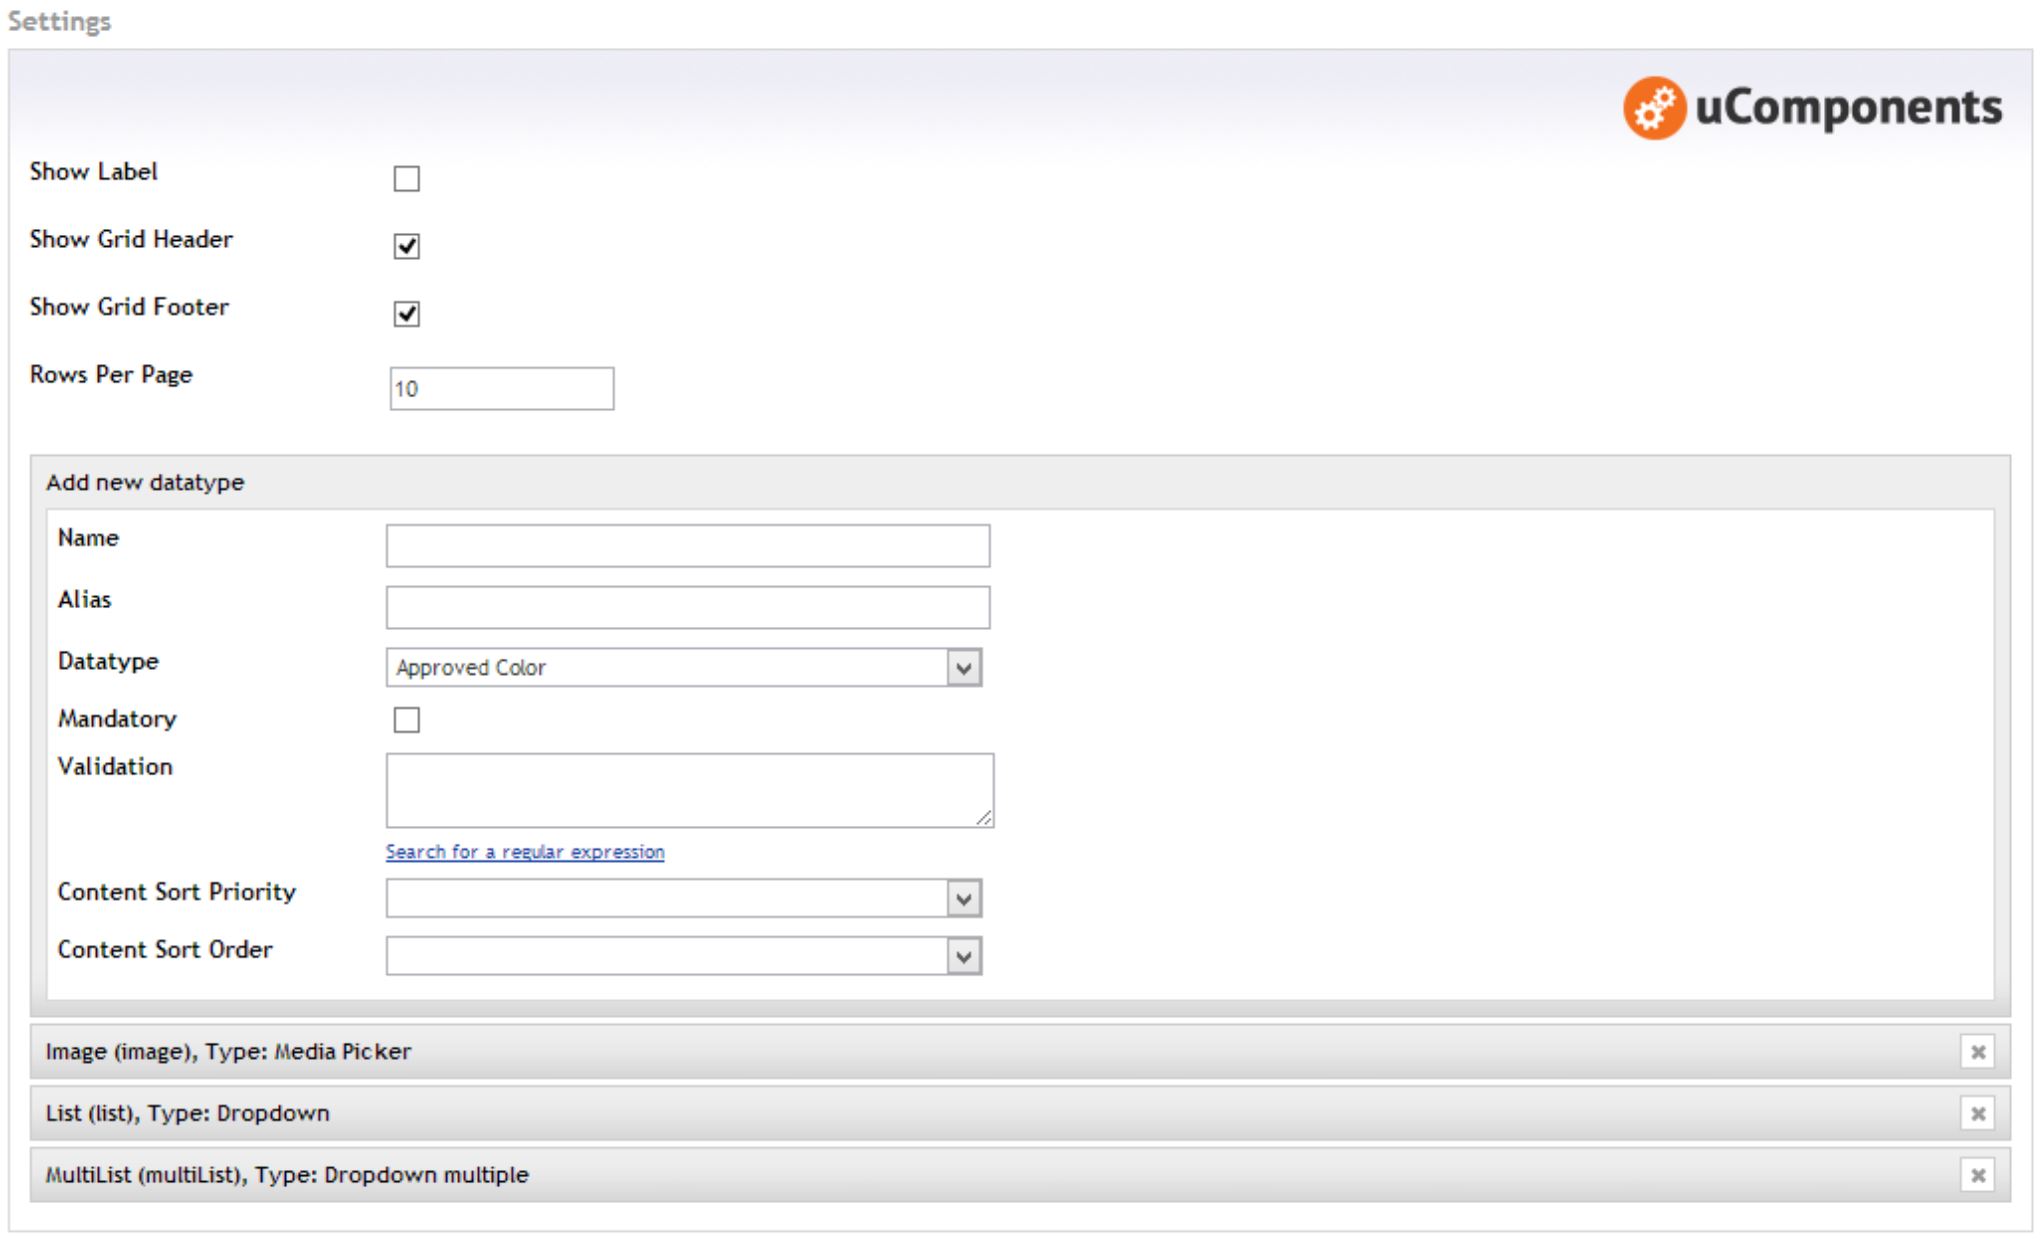 Settings
uComponents
Show Label
Show Grid Header
Show Grid Footer
Rows Per Page
10
Add new datatype
Name
Alias
Datatype
Approved Color
Mandatory
Validation
Search for a regular expression
Content Sort Priority
Content Sort Order
Image (image), Type: Media Picker
List (list), Type: Dropdown
MultiList (multiList), Type: Dropdown multiple